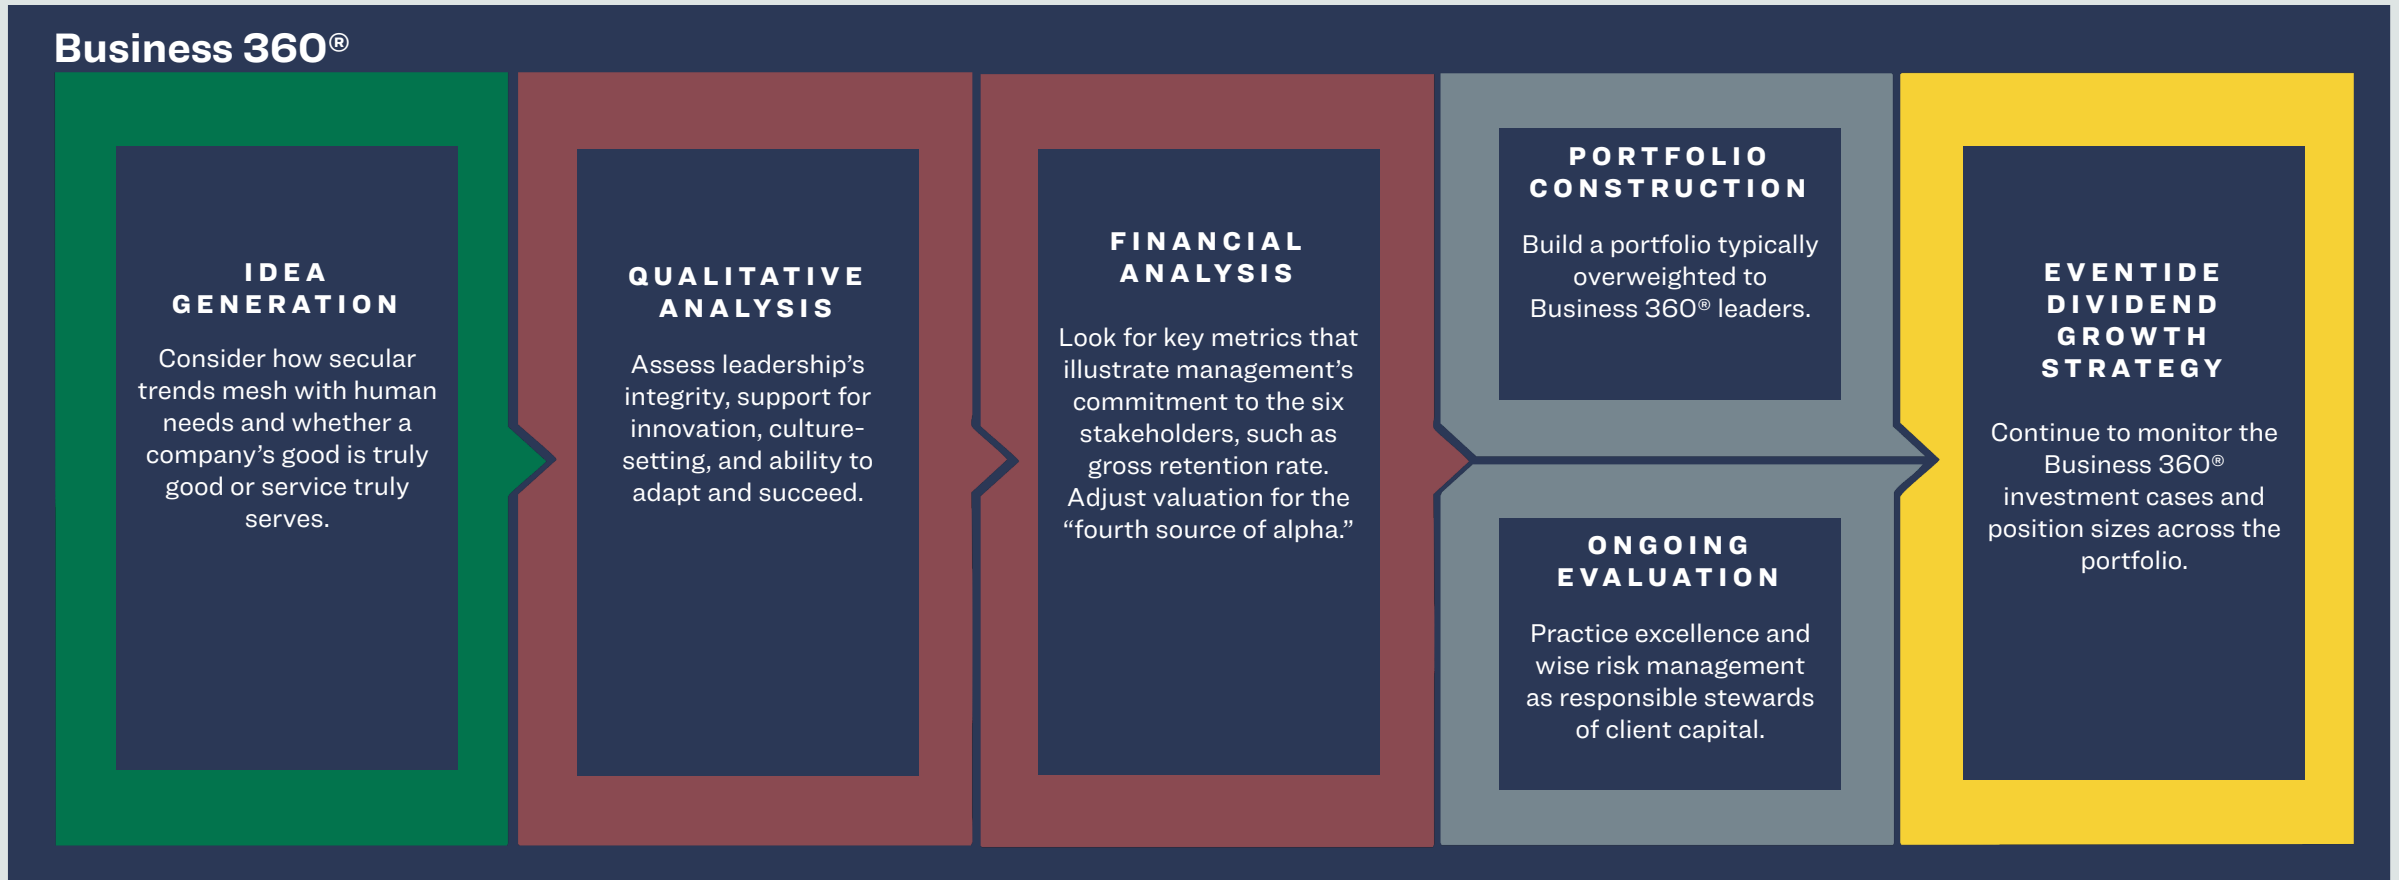 Business 360®
IDEA
GENERATION
Consider how secular
trends mesh with human
needs and whether a
company’s good is truly
good or service truly
serves.
QUALITATIVE
ANALYSIS
Assess leadership’s
integrity, support for
innovation, culture-
setting, and ability to
adapt and succeed.
FINANCIAL
ANALYSIS
Look for key metrics that
illustrate management’s
commitment to the six
stakeholders, such as
gross retention rate.
Adjust valuation for the
“fourth source of alpha.”
PORTFOLIO
CONSTRUCTION
Build a portfolio typically
overweighted to
Business 360® leaders.
ONGOING
EVALUATION
Practice excellence and
wise risk management
as responsible stewards
of client capital.
EVENTIDE
DIVIDEND
GROWTH
STRATEGY
Continue to monitor the
Business 360®
investment cases and
position sizes across the
portfolio.